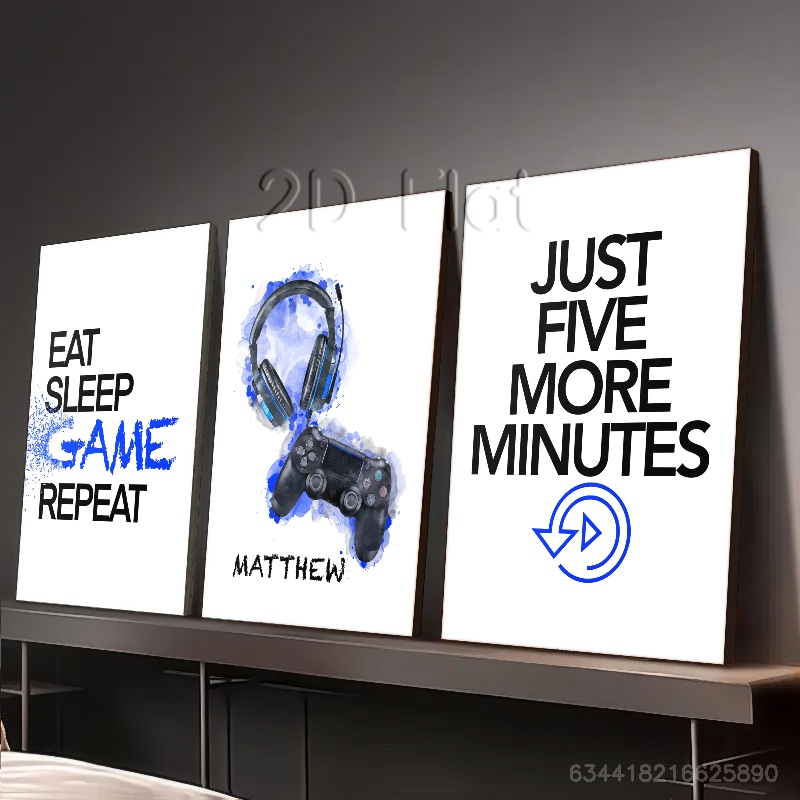 2D Flat
EAT
SLEEP
GAME
REPEAT
MATTHEW
JUST
FIVE
MORE
MINUTES
634418216625890